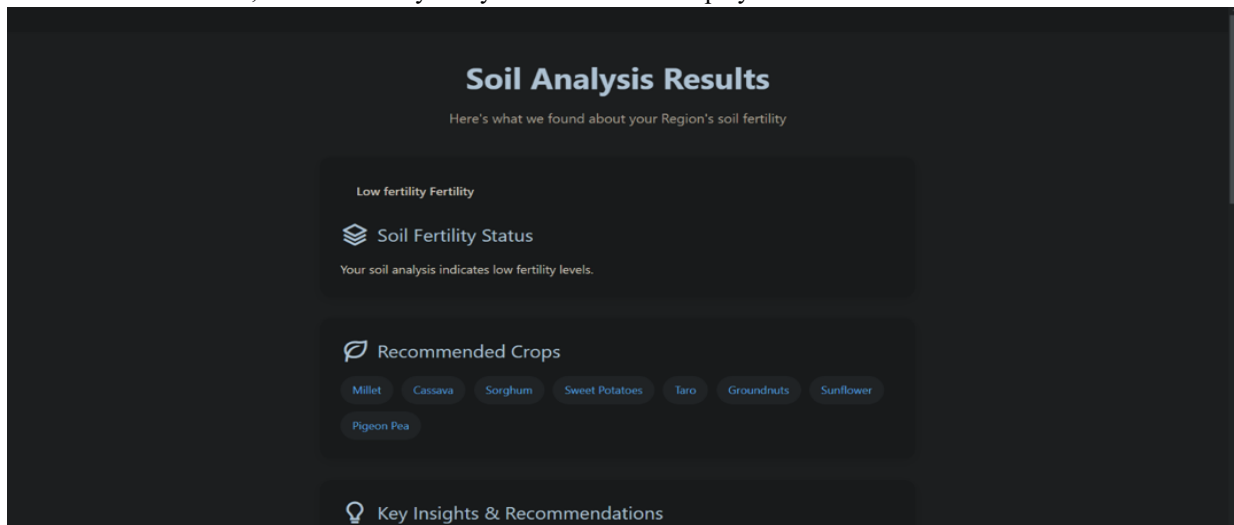 Soil Analysis Results
Here's what we found about your Region's soil fertility
Low fertility Fertility
Soil Fertility Status
Your soil analysis indicates low fertility levels.
Recommended Crops
Millet Cassava Sorghum Sweet Potatoes Taro Groundnuts Sunflower
Pigeon Pea
Key Insights & Recommendations